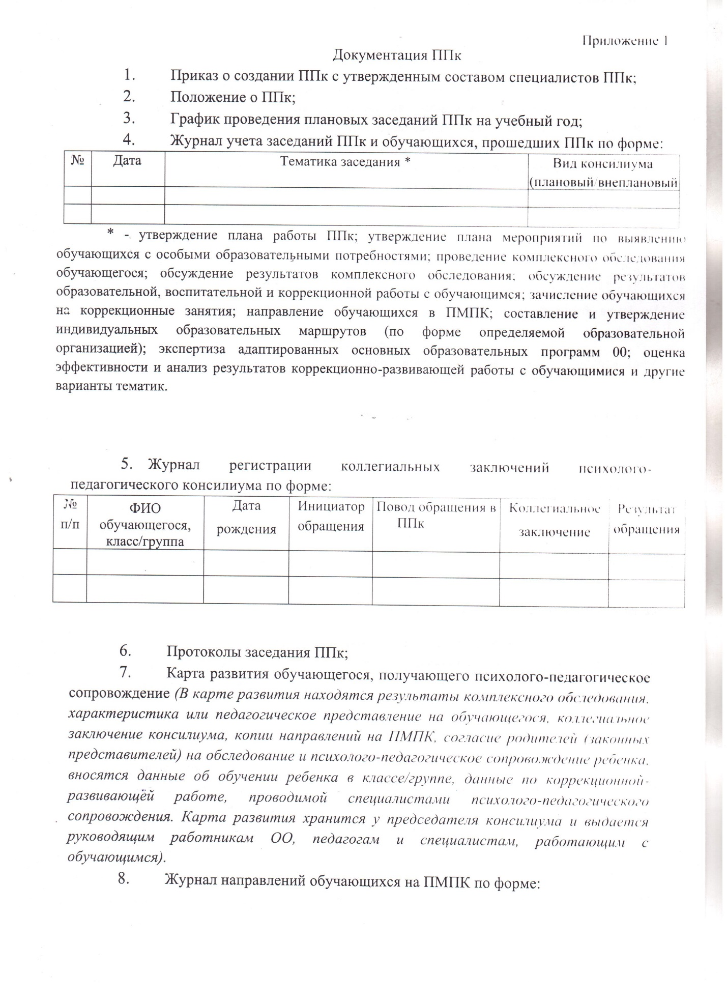 Приложение 1
Документация ППк
1. Приказ о создании ППк с утвержденным составом специалистов ППк;
2. Положение о ППк;
3. График проведения плановых заседаний ППк на учебный год;
4. Журнал учета заседаний ППк и обучающихся, прошедших ППк по форме:
№ Дата Тематика заседания * Вид консилиума
(плановый/внеплановый
* - утверждение плана работы ППк; утверждение плана мероприятий по выявлению
обучающихся с особыми образовательными потребностями; проведение комплексного обследования
обучающегося; обсуждение результатов комплексного обследования; обсуждение результатов
образовательной, воспитательной и коррекционной работы с обучающимся; зачисление обучающихся
на коррекционные занятия; направление обучающихся в ПМПК; составление и утверждение
индивидуальных образовательных маршрутов (по форме определяемой образовательной
организацией); экспертиза адаптированных основных образовательных программ 00; оценка
эффективности и анализ результатов коррекционно-развивающей работы с обучающимися и другие
варианты тематик.
5. Журнал регистрации коллегиальных заключений психолого-
педагогического консилиума по форме:
№
п/п
ФИО
обучающегося,
класс/группа
Дата
рождения
Инициатор
обращения
Повод обращения в
ППк
Коллегиальное
заключение
Результат
обращения
6. Протоколы заседания ППк;
7. Карта развития обучающегося, получающего психолого-педагогическое
сопровождение (В карте развития находятся результаты комплексного обследования,
характеристика или педагогическое представление на обучающегося, коллегиальное
заключение консилиума, копии направлений на ПМПК, согласие родителей (законных
представителей) на обследование и психолого-педагогическое сопровождение ребенка,
вносятся данные об обучении ребенка в классе/группе, данные по коррекционной-
развивающей работе, проводимой специалистами психолого-педагогического
сопровождения. Карта развития хранится у председателя консилиума и выдается
руководящим работникам ОО, педагогам и специалистам, работающим с
обучающимся).
8. Журнал направлений обучающихся на ПМПК по форме: